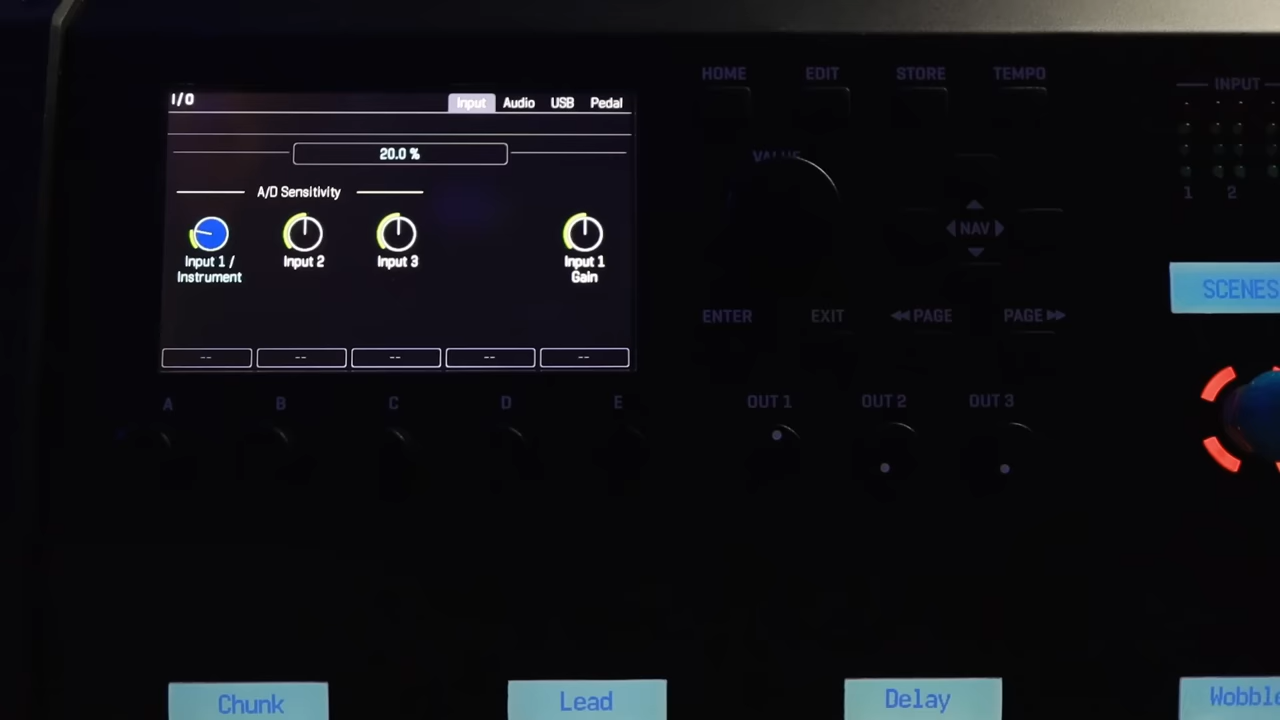 I/O
Input Audio USB Pedal
20.0 %
A/D Sensitivity
Input 1 / Instrument
Input 2
Input 3
Input 1 Gain
-- -- -- -- --
A B C D E
HOME EDIT STORE TEMPO
VALUE
NAV
ENTER EXIT PAGE PAGE
OUT 1 OUT 2 OUT 3
INPUT
1 2
SCENES
Chunk Lead Delay Wobble